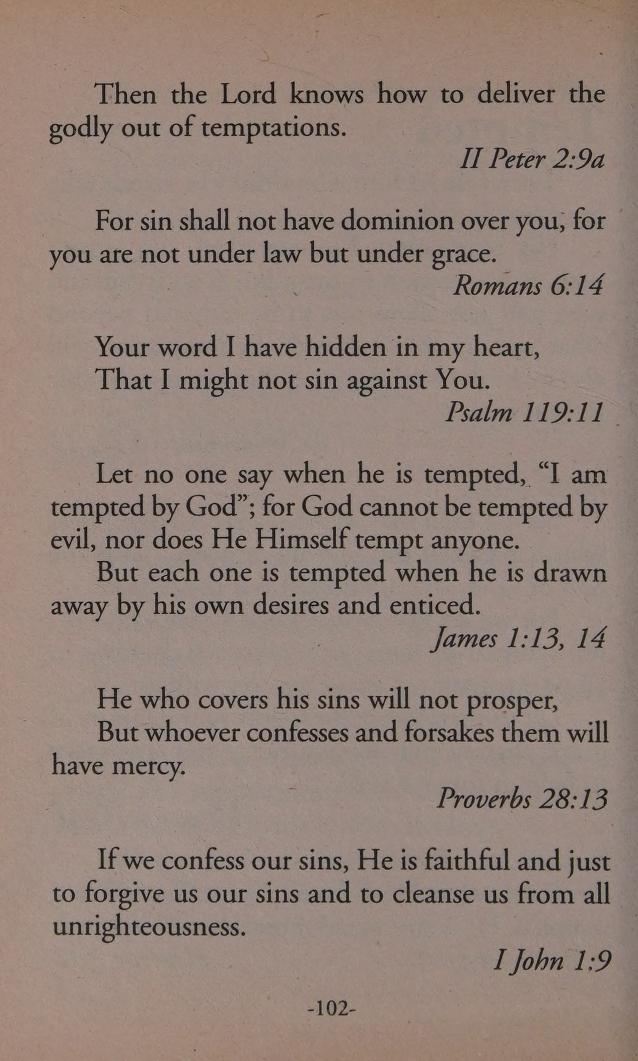 Then the Lord knows how to deliver the
godly out of temptations.
II Peter 2:9a
For sin shall not have dominion over you, for
you are not under law but under grace.
Romans 6:14
Your word I have hidden in my heart,
That I might not sin against You.
Psalm 119:11
Let no one say when he is tempted, “I am
tempted by God”; for God cannot be tempted by
evil, nor does He Himself tempt anyone.
But each one is tempted when he is drawn
away by his own desires and enticed.
James 1:13, 14
He who covers his sins will not prosper,
But whoever confesses and forsakes them will
have mercy.
Proverbs 28:13
If we confess our sins, He is faithful and just
to forgive us our sins and to cleanse us from all
unrighteousness.
I John 1:9
-102-